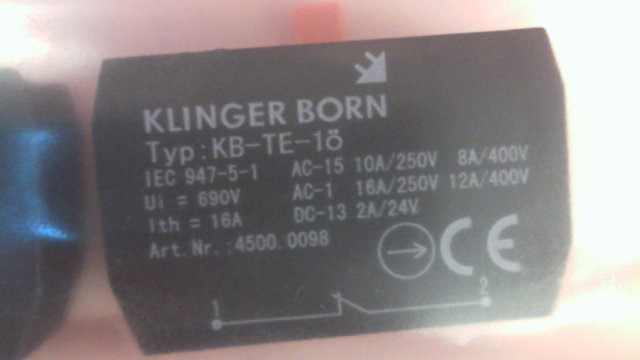 KLINGER BORN
Typ: KB-TE-1ö
IEC 947-5-1 AC-15 10A/250V 8A/400V
Ui = 690V AC-1 16A/250V 12A/400V
Ith = 16A DC-13 2A/24V
Art.Nr.:4500.0098
CE
1 2